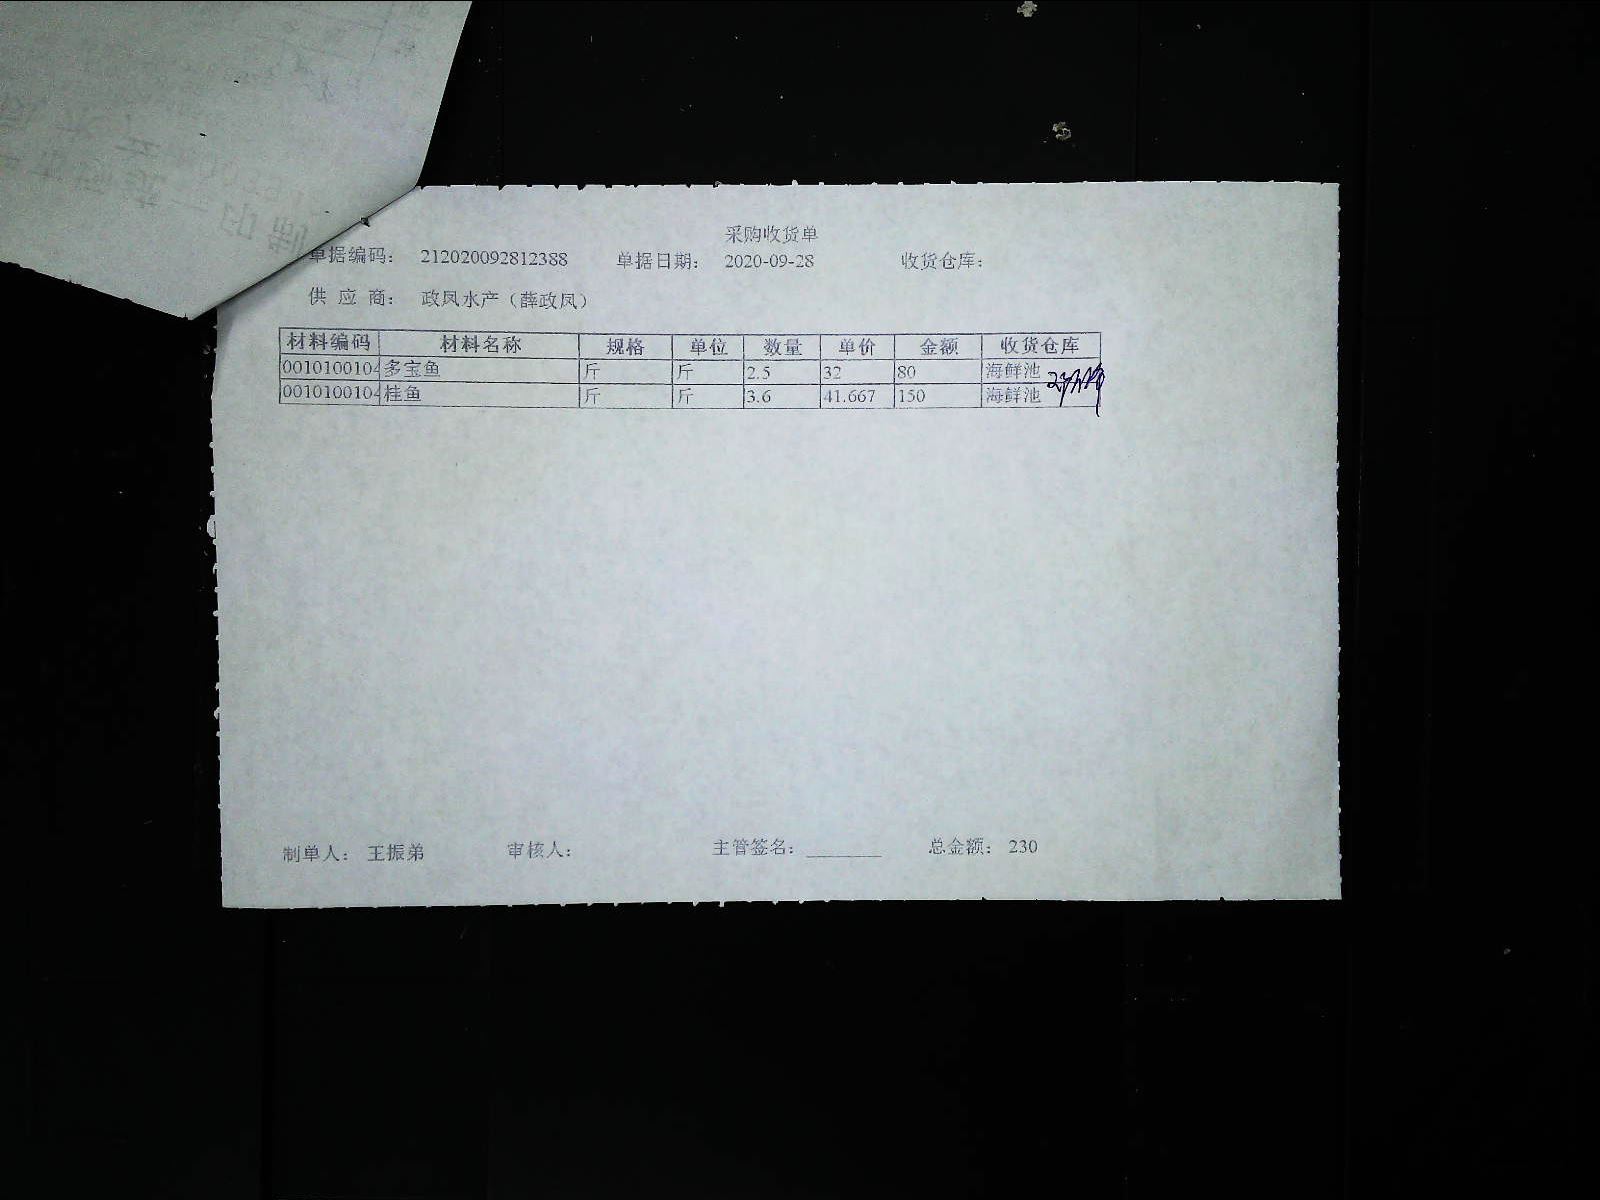 采购收货单
单据编码： 212020092812388 单据日期： 2020-09-28 收货仓库：
供 应 商： 政凤水产（薛政凤）
材料编码 材料名称 规格 单位 数量 单价 金额 收货仓库
0010100104 多宝鱼 斤 斤 2.5 32 80 海鲜池
0010100104 桂鱼 斤 斤 3.6 41.667 150 海鲜池
制单人： 王振弟 审核人： 主管签名： ________ 总金额： 230